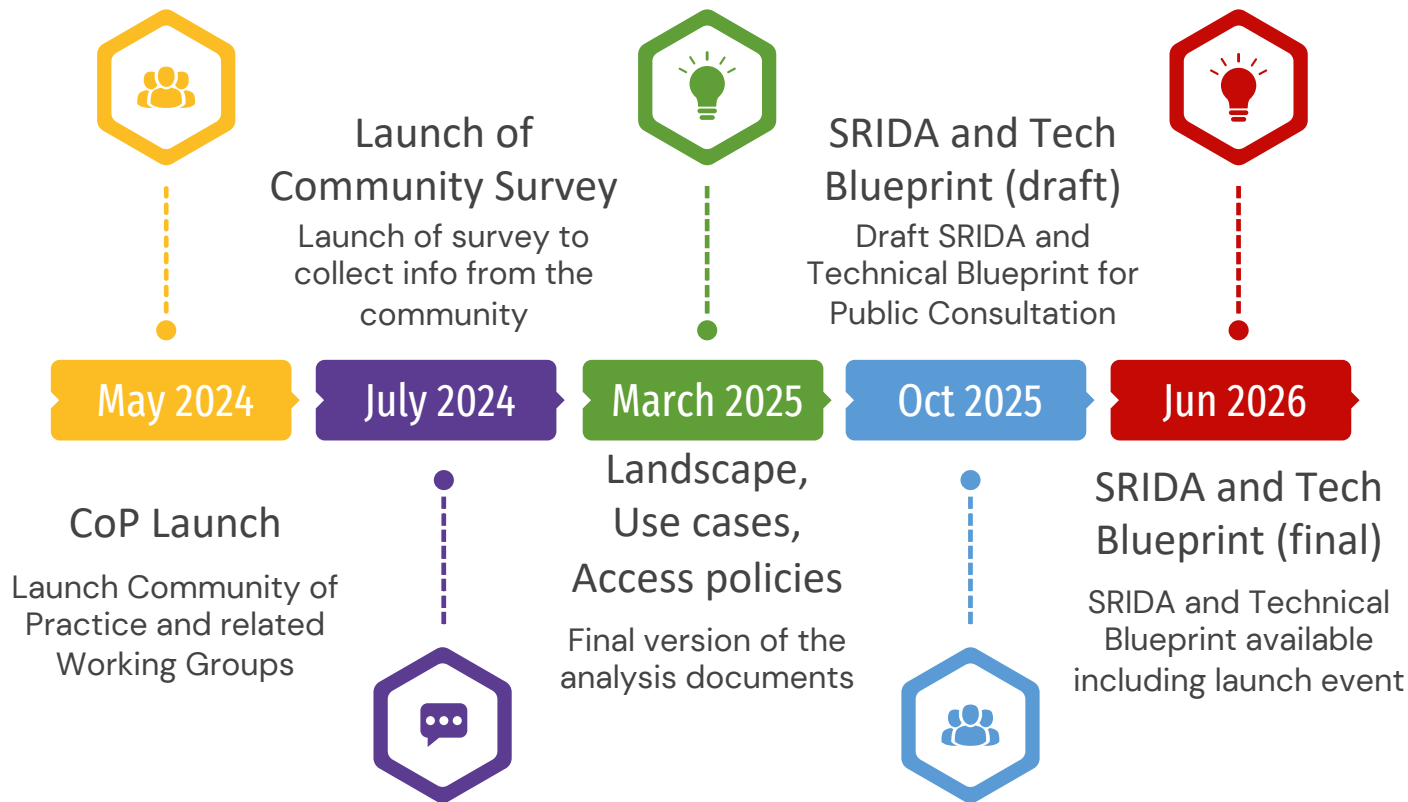 Launch of
Community Survey
Launch of survey to
collect info from the
community
SRIDA and Tech
Blueprint (draft)
Draft SRIDA and
Technical Blueprint for
Public Consultation
May 2024
July 2024
March 2025
Oct 2025
Jun 2026
CoP Launch
Launch Community of
Practice and related
Working Groups
Landscape,
Use cases,
Access policies
Final version of the
analysis documents
SRIDA and Tech
Blueprint (final)
SRIDA and Technical
Blueprint available
including launch event